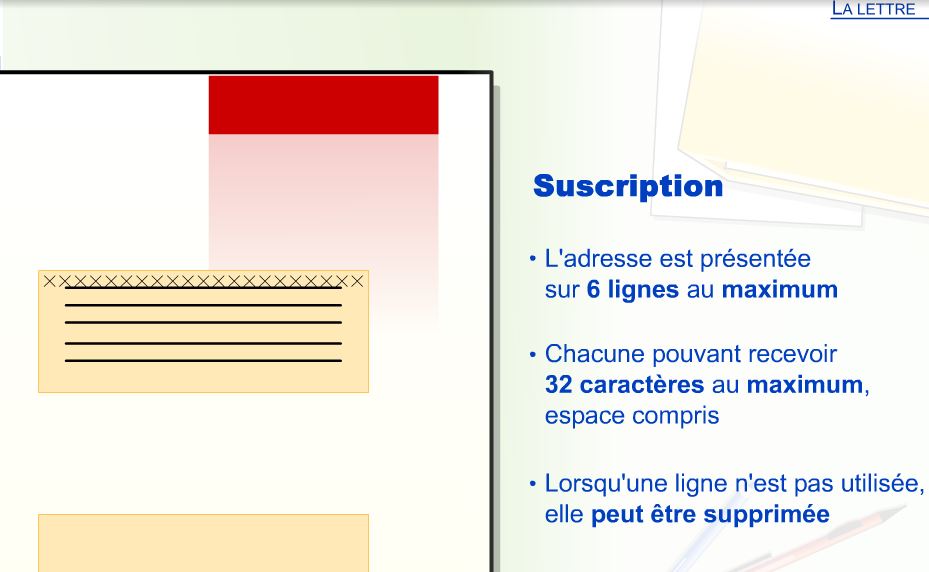 LA LETTRE
Suscription
• L'adresse est présentée
sur 6 lignes au maximum
• Chacune pouvant recevoir
32 caractères au maximum,
espace compris
• Lorsqu'une ligne n'est pas utilisée,
elle peut être supprimée